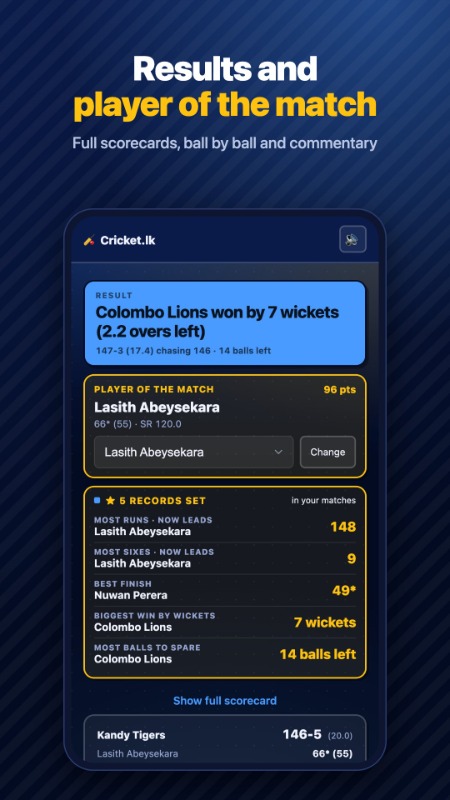 Results and
player of the match
Full scorecards, ball by ball and commentary
Cricket.lk
RESULT
Colombo Lions won by 7 wickets
(2.2 overs left)
147-3 (17.4) chasing 146 · 14 balls left
PLAYER OF THE MATCH 96 pts
Lasith Abeysekara
66* (55) · SR 120.0
Lasith Abeysekara Change
5 RECORDS SET in your matches
MOST RUNS · NOW LEADS
Lasith Abeysekara 148
MOST SIXES · NOW LEADS
Lasith Abeysekara 9
BEST FINISH
Nuwan Perera 49*
BIGGEST WIN BY WICKETS
Colombo Lions 7 wickets
MOST BALLS TO SPARE
Colombo Lions 14 balls left
Show full scorecard
Kandy Tigers 146-5 (20.0)
Lasith Abeysekara 66* (55)